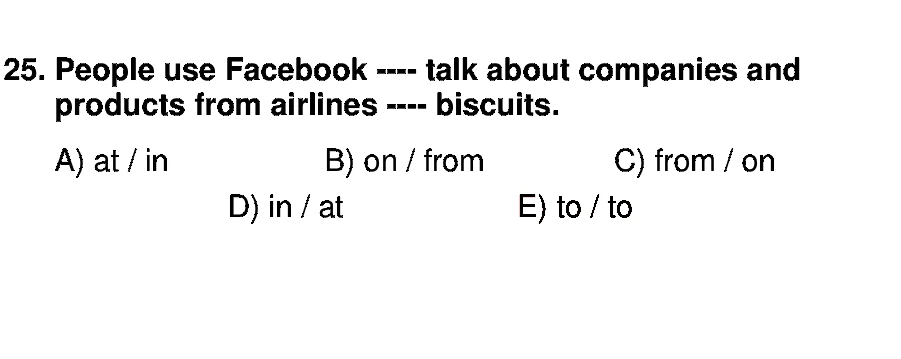 25. People use Facebook ---- talk about companies and
products from airlines ---- biscuits.
A) at / in B) on / from C) from / on
D) in / at E) to / to